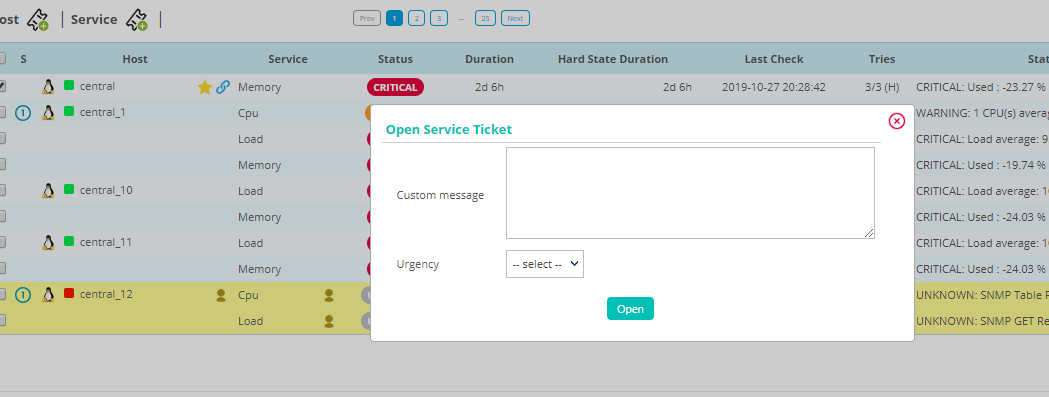 ost | Service |
Prev 1 2 3 ... 25 Next
S Host Service Status Duration Hard State Duration Last Check Tries Stat
central Memory CRITICAL 2d 6h 2d 6h 2019-10-27 20:28:42 3/3 (H) CRITICAL: Used : -23.27 %
1 central_1 Cpu WARNING: 1 CPU(s) averag
Load CRITICAL: Load average: 9
Memory CRITICAL: Used : -19.74 %
central_10 Load CRITICAL: Load average: 1
Memory CRITICAL: Used : -24.03 %
central_11 Load CRITICAL: Load average: 1
Memory CRITICAL: Used : -24.03 %
1 central_12 Cpu UNKNOWN: SNMP Table
Load UNKNOWN: SNMP GET Re
Open Service Ticket
Custom message
Urgency -- select --
Open